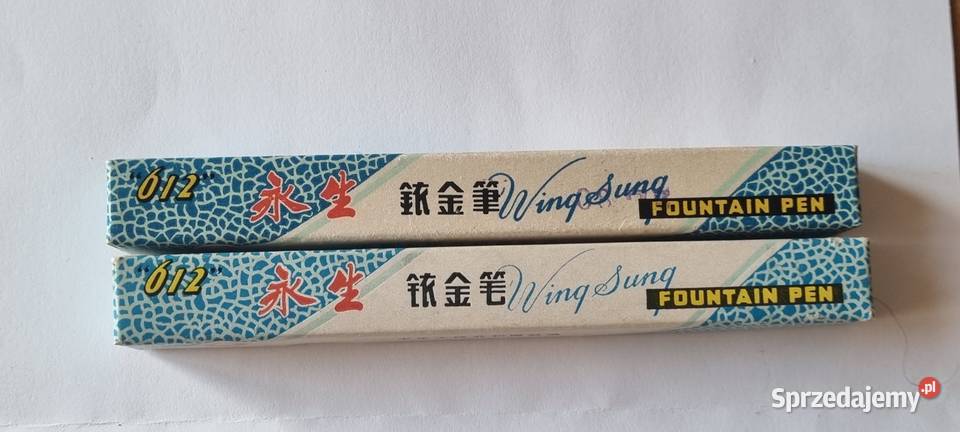 "612" 永生 銥金筆 Wing Sung FOUNTAIN PEN
"612" 永生 铱金笔 Wing Sung FOUNTAIN PEN
Sprzedajemy.pl